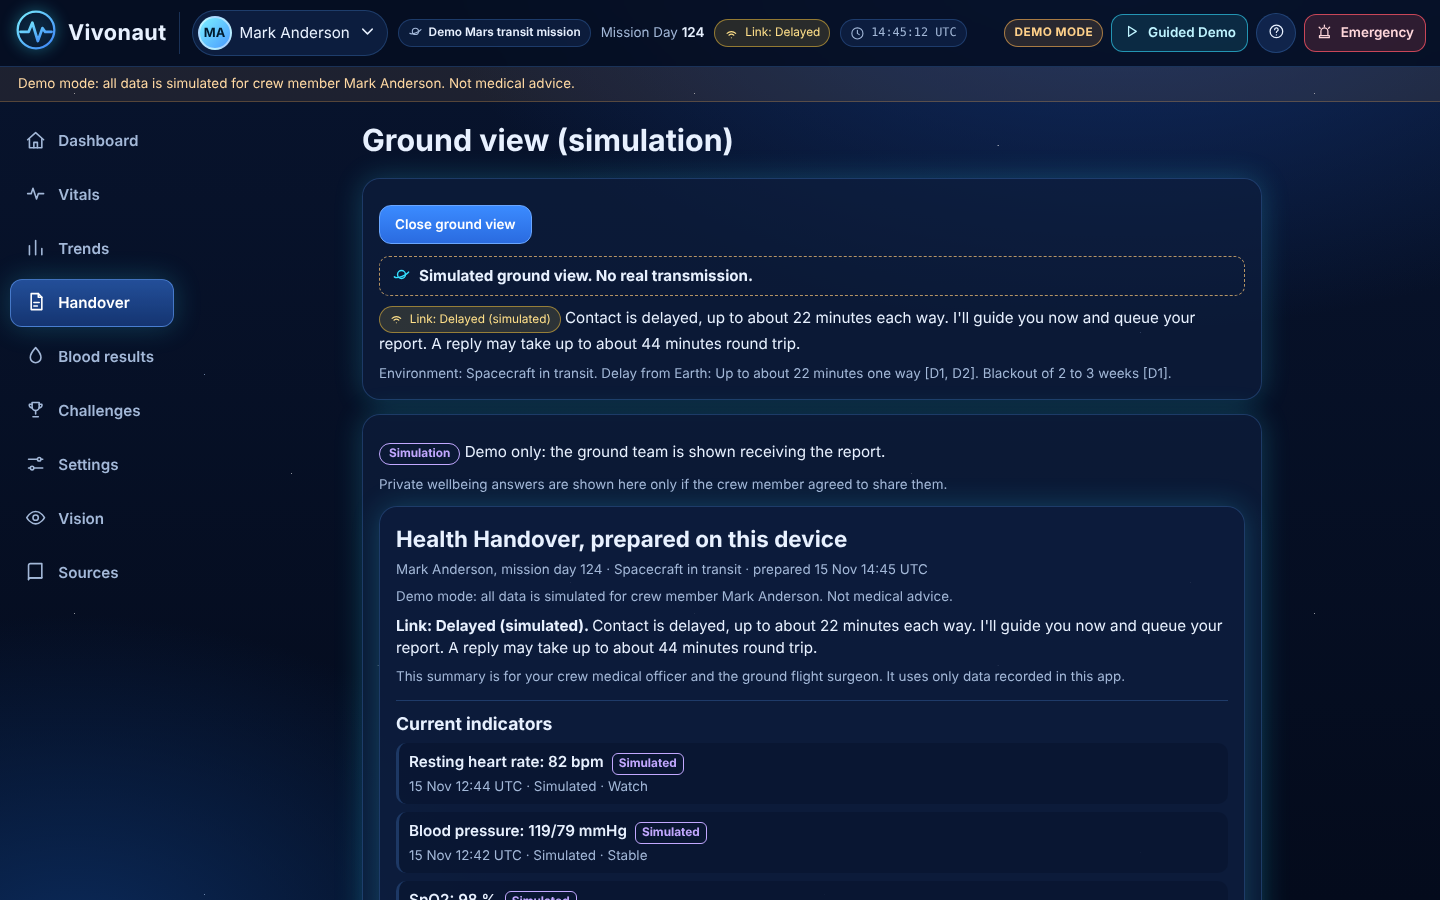 Vivonaut
MA Mark Anderson
Demo Mars transit mission
Mission Day 124
Link: Delayed
14:45:12 UTC
DEMO MODE
Guided Demo
Emergency
Demo mode: all data is simulated for crew member Mark Anderson. Not medical advice.
Dashboard
Vitals
Trends
Handover
Blood results
Challenges
Settings
Vision
Sources
Ground view (simulation)
Close ground view
Simulated ground view. No real transmission.
Link: Delayed (simulated) Contact is delayed, up to about 22 minutes each way. I'll guide you now and queue your
report. A reply may take up to about 44 minutes round trip.
Environment: Spacecraft in transit. Delay from Earth: Up to about 22 minutes one way [D1, D2]. Blackout of 2 to 3 weeks [D1].
Simulation Demo only: the ground team is shown receiving the report.
Private wellbeing answers are shown here only if the crew member agreed to share them.
Health Handover, prepared on this device
Mark Anderson, mission day 124 · Spacecraft in transit · prepared 15 Nov 14:45 UTC
Demo mode: all data is simulated for crew member Mark Anderson. Not medical advice.
Link: Delayed (simulated). Contact is delayed, up to about 22 minutes each way. I'll guide you now and queue your
report. A reply may take up to about 44 minutes round trip.
This summary is for your crew medical officer and the ground flight surgeon. It uses only data recorded in this app.
Current indicators
Resting heart rate: 82 bpm Simulated
15 Nov 12:44 UTC · Simulated · Watch
Blood pressure: 119/79 mmHg Simulated
15 Nov 12:42 UTC · Simulated · Stable
SpO2: 98 % Simulated